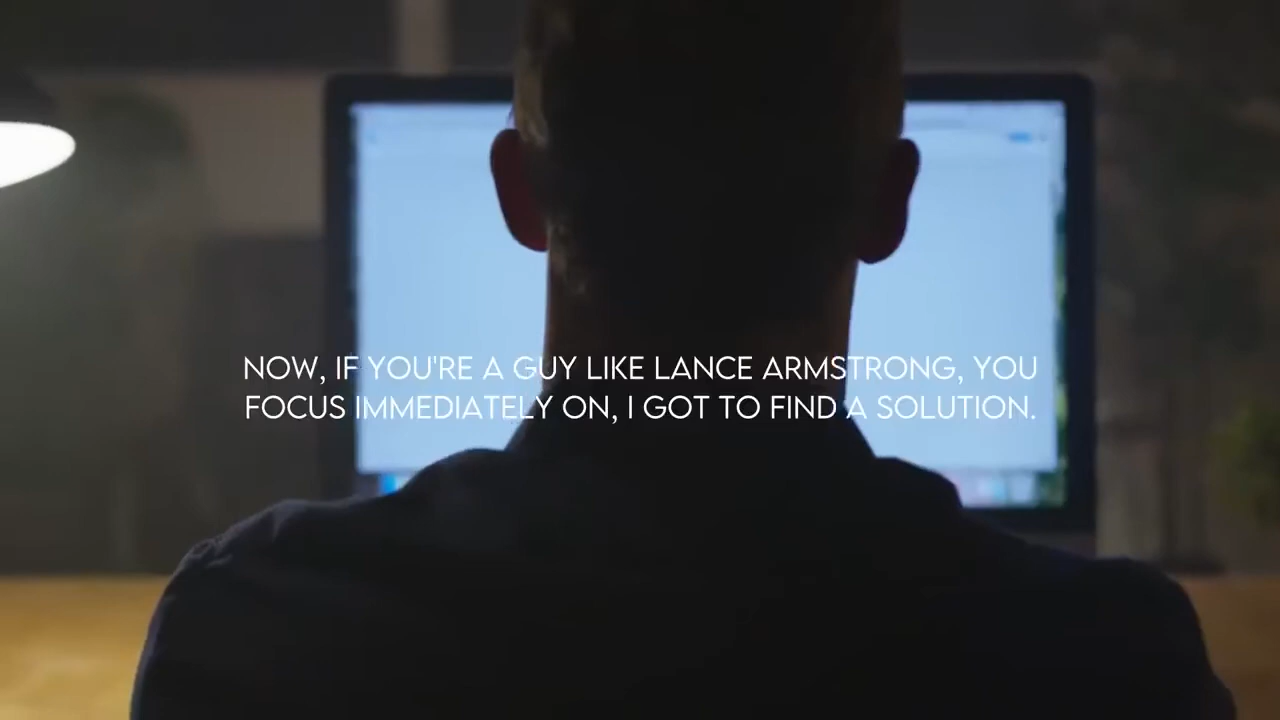 NOW, IF YOU'RE A GUY LIKE LANCE ARMSTRONG, YOU
FOCUS IMMEDIATELY ON, I GOT TO FIND A SOLUTION.